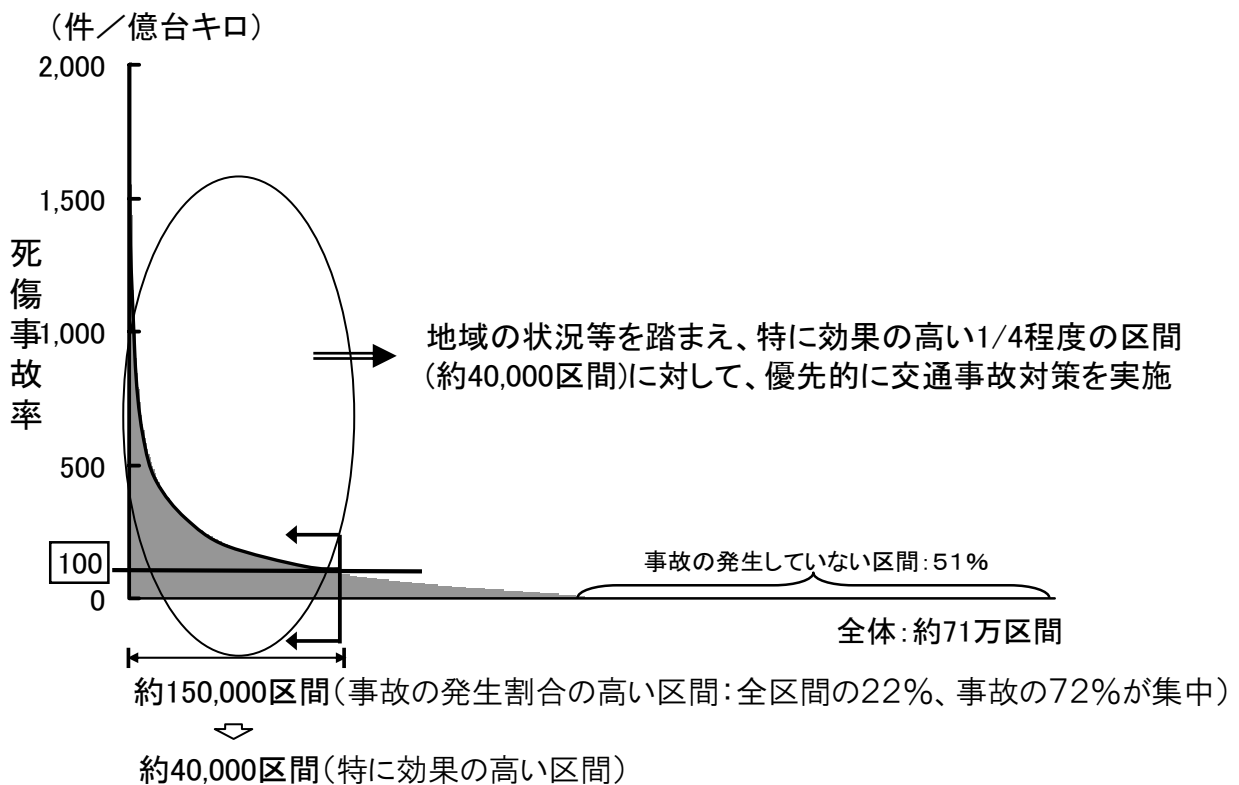 (件／億台キロ)
2,000
1,500
1,000
500
100
0
死傷事故率
地域の状況等を踏まえ、特に効果の高い1/4程度の区間
(約40,000区間)に対して、優先的に交通事故対策を実施
事故の発生していない区間：51％
全体：約71万区間
約150,000区間(事故の発生割合の高い区間：全区間の22％、事故の72％が集中)
約40,000区間(特に効果の高い区間)